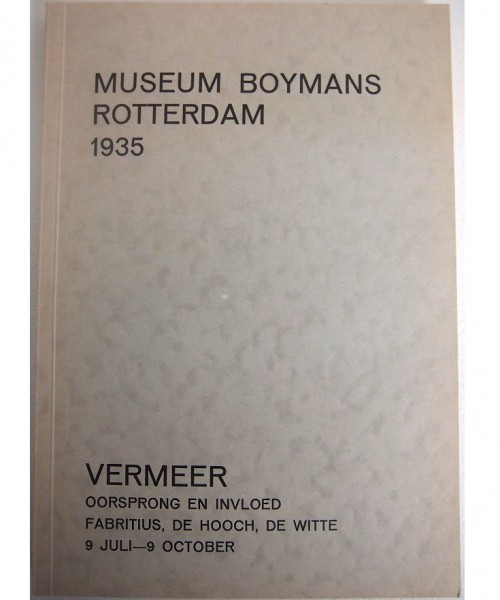 MUSEUM BOYMANS
ROTTERDAM
1935
VERMEER
OORSPRONG EN INVLOED
FABRITIUS, DE HOOCH, DE WITTE
9 JULI—9 OCTOBER